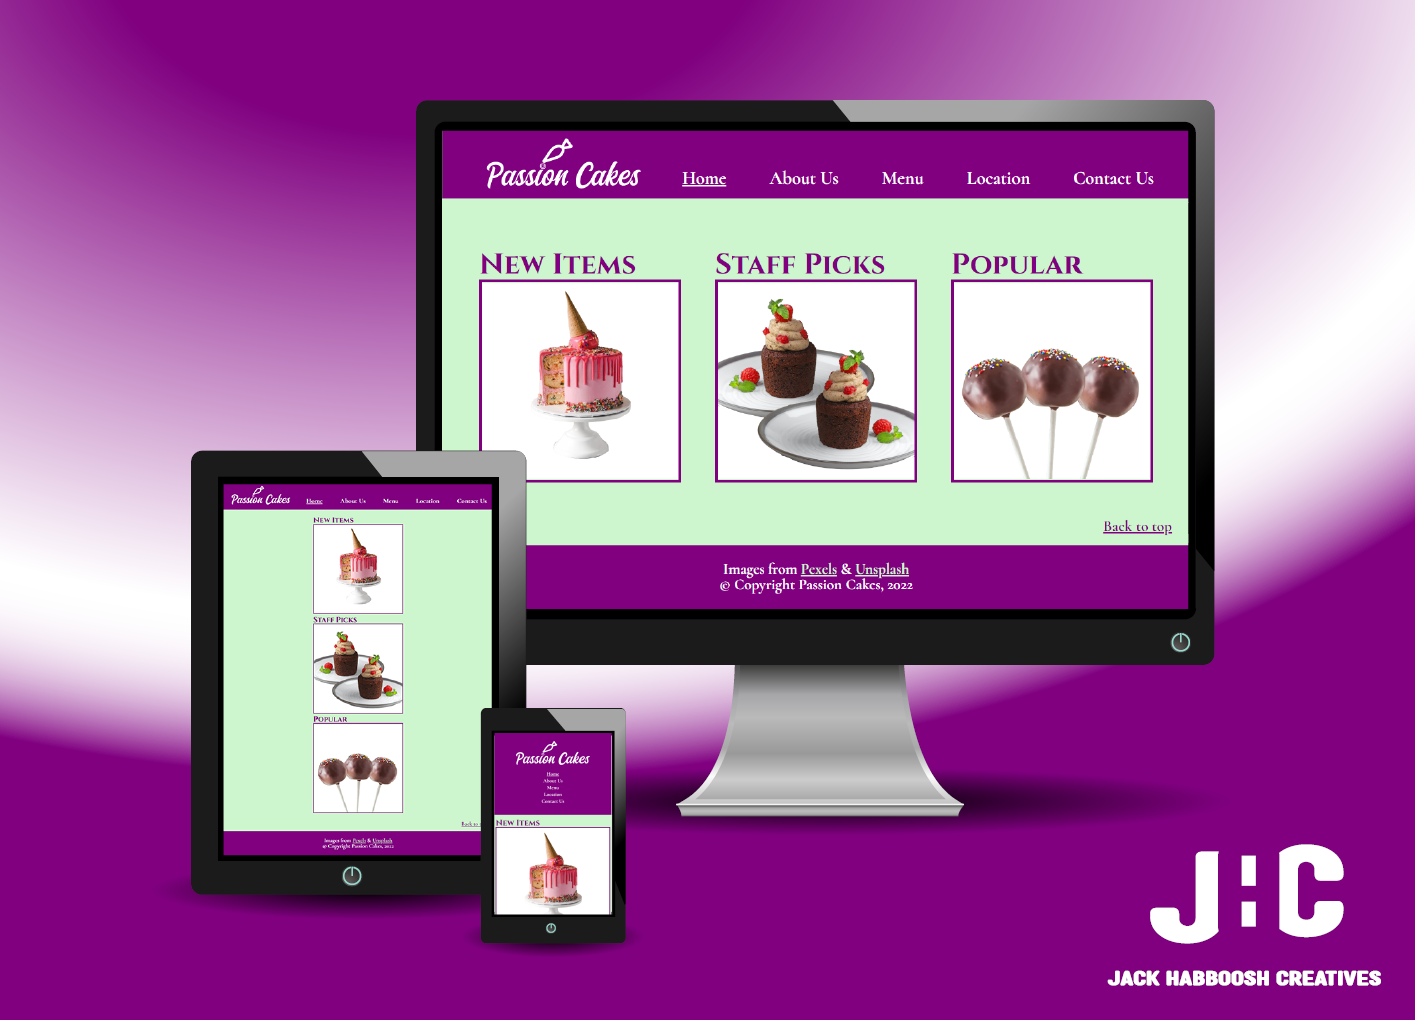 Passion Cakes
Home About Us Menu Location Contact Us
New Items Staff Picks Popular
Back to top
Images from Pexels & Unsplash
© Copyright Passion Cakes, 2022
Passion Cakes Home About Us Menu Location Contact Us
New Items
Staff Picks
Popular
Back to
Images from Pexels & Unsplash
© Copyright Passion Cakes, 2022
Passion Cakes
Home
About Us
Menu
Location
Contact Us
New Items
J:C
JACK HABBOOSH CREATIVES